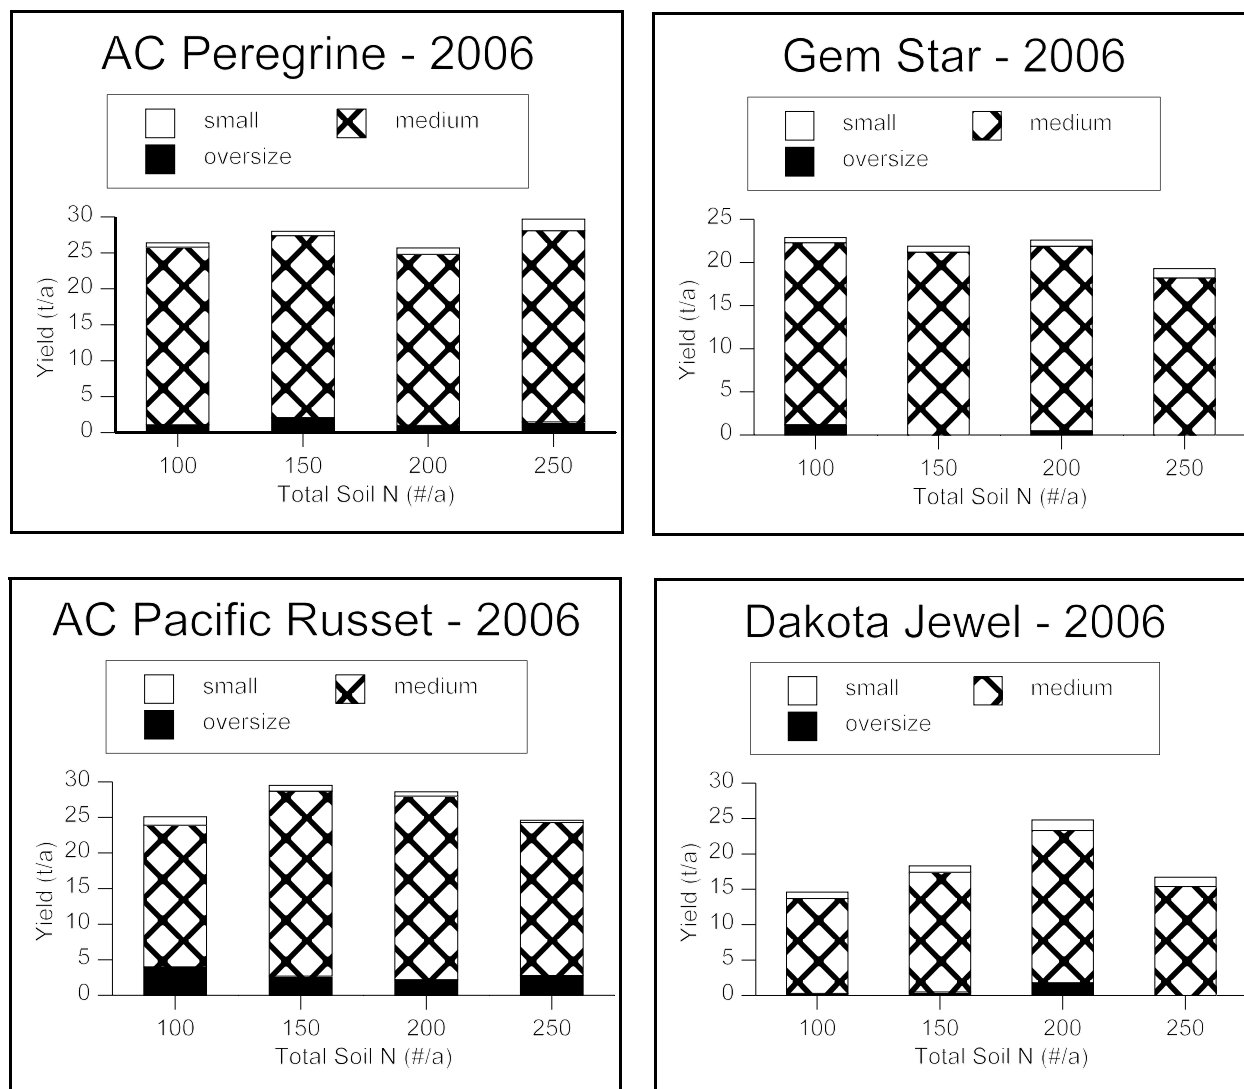 AC Peregrine - 2006
small medium
oversize
30
25
20
15
10
5
0
Yield (t/a)
100 150 200 250
Total Soil N (#/a)
Gem Star - 2006
small medium
oversize
25
20
15
10
5
0
Yield (t/a)
100 150 200 250
Total Soil N (#/a)
AC Pacific Russet - 2006
small medium
oversize
30
25
20
15
10
5
0
Yield (t/a)
100 150 200 250
Total Soil N (#/a)
Dakota Jewel - 2006
small medium
oversize
30
25
20
15
10
5
0
Yield (t/a)
100 150 200 250
Total Soil N (#/a)